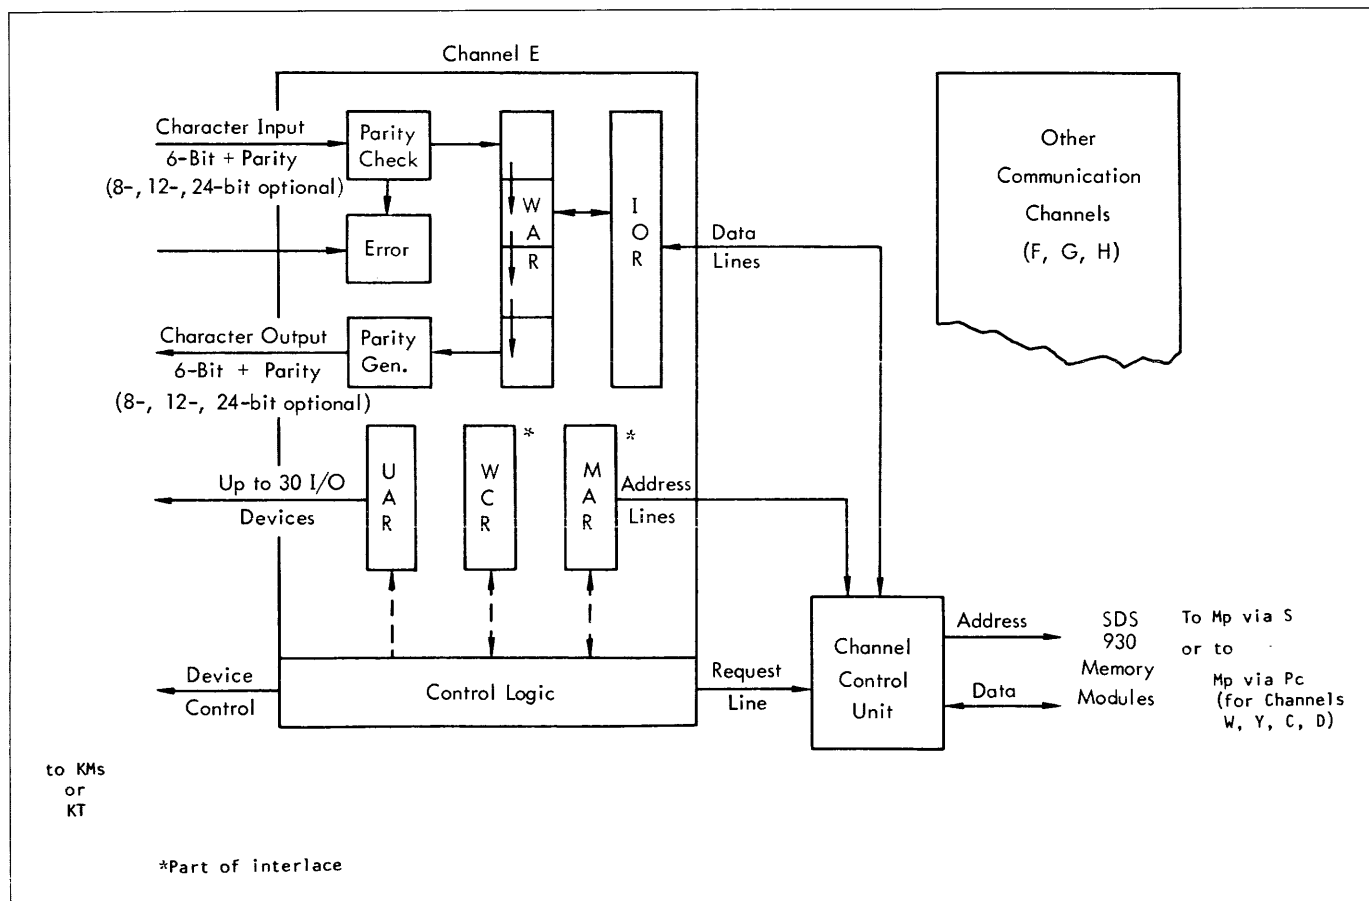 Channel E
Character Input
6-Bit + Parity
(8-, 12-, 24-bit optional)
Parity
Check
Error
W
A
R
I
O
R
Data
Lines
Other
Communication
Channels
(F, G, H)
Character Output
6-Bit + Parity
(8-, 12-, 24-bit optional)
Parity
Gen.
Up to 30 I/O
Devices
U
A
R
*
W
C
R
*
M
A
R
Address
Lines
Device
Control
Control Logic
Request
Line
Channel
Control
Unit
Address
Data
SDS
930
Memory
Modules
To Mp via S
or to
Mp via Pc
(for Channels
W, Y, C, D)
to KMs
or
KT
*Part of interlace